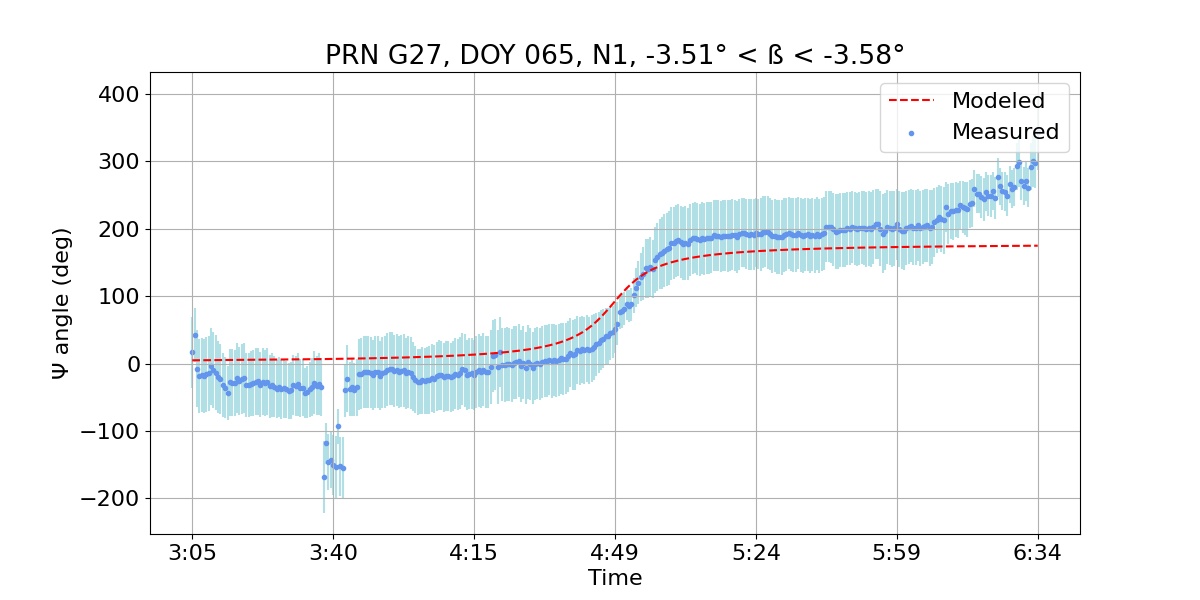 PRN G27, DOY 065, N1, -3.51° < ß < -3.58°
400
300
200
100
0
−100
−200
Ψ angle (deg)
Modeled
Measured
3:05 3:40 4:15 4:49 5:24 5:59 6:34
Time